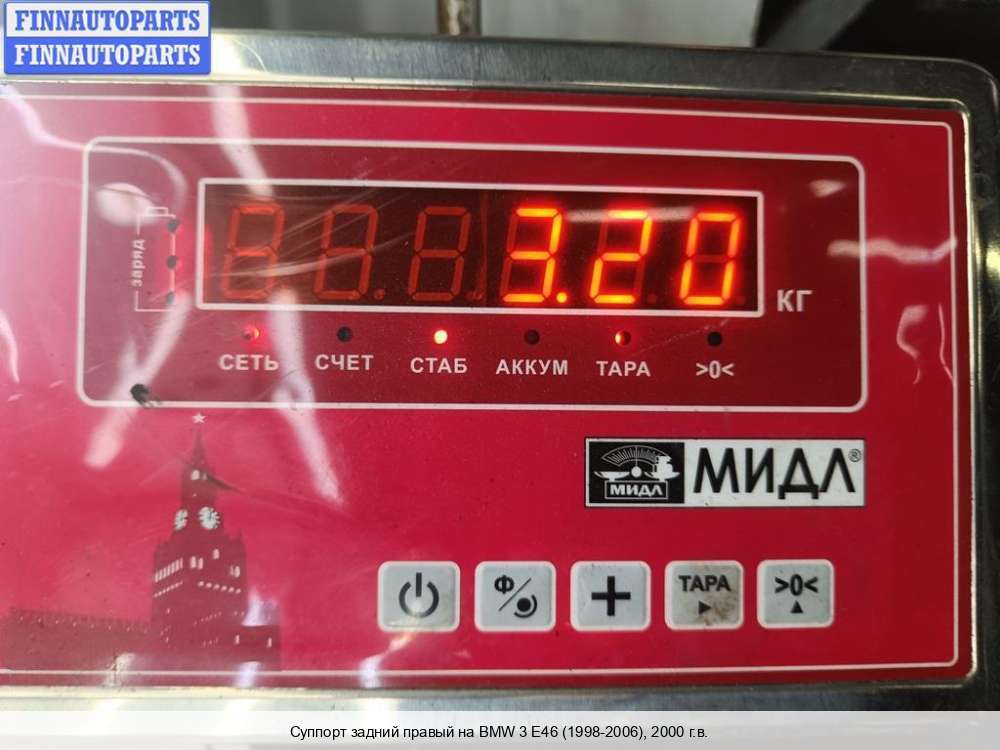 FINNAUTOPARTS
FINNAUTOPARTS
заряд
3.20
КГ
СЕТЬ СЧЕТ СТАБ АККУМ ТАРА >0<
МИДЛ
МИДЛ®
Ф
ТАРА
>0<
Суппорт задний правый на BMW 3 E46 (1998-2006), 2000 г.в.